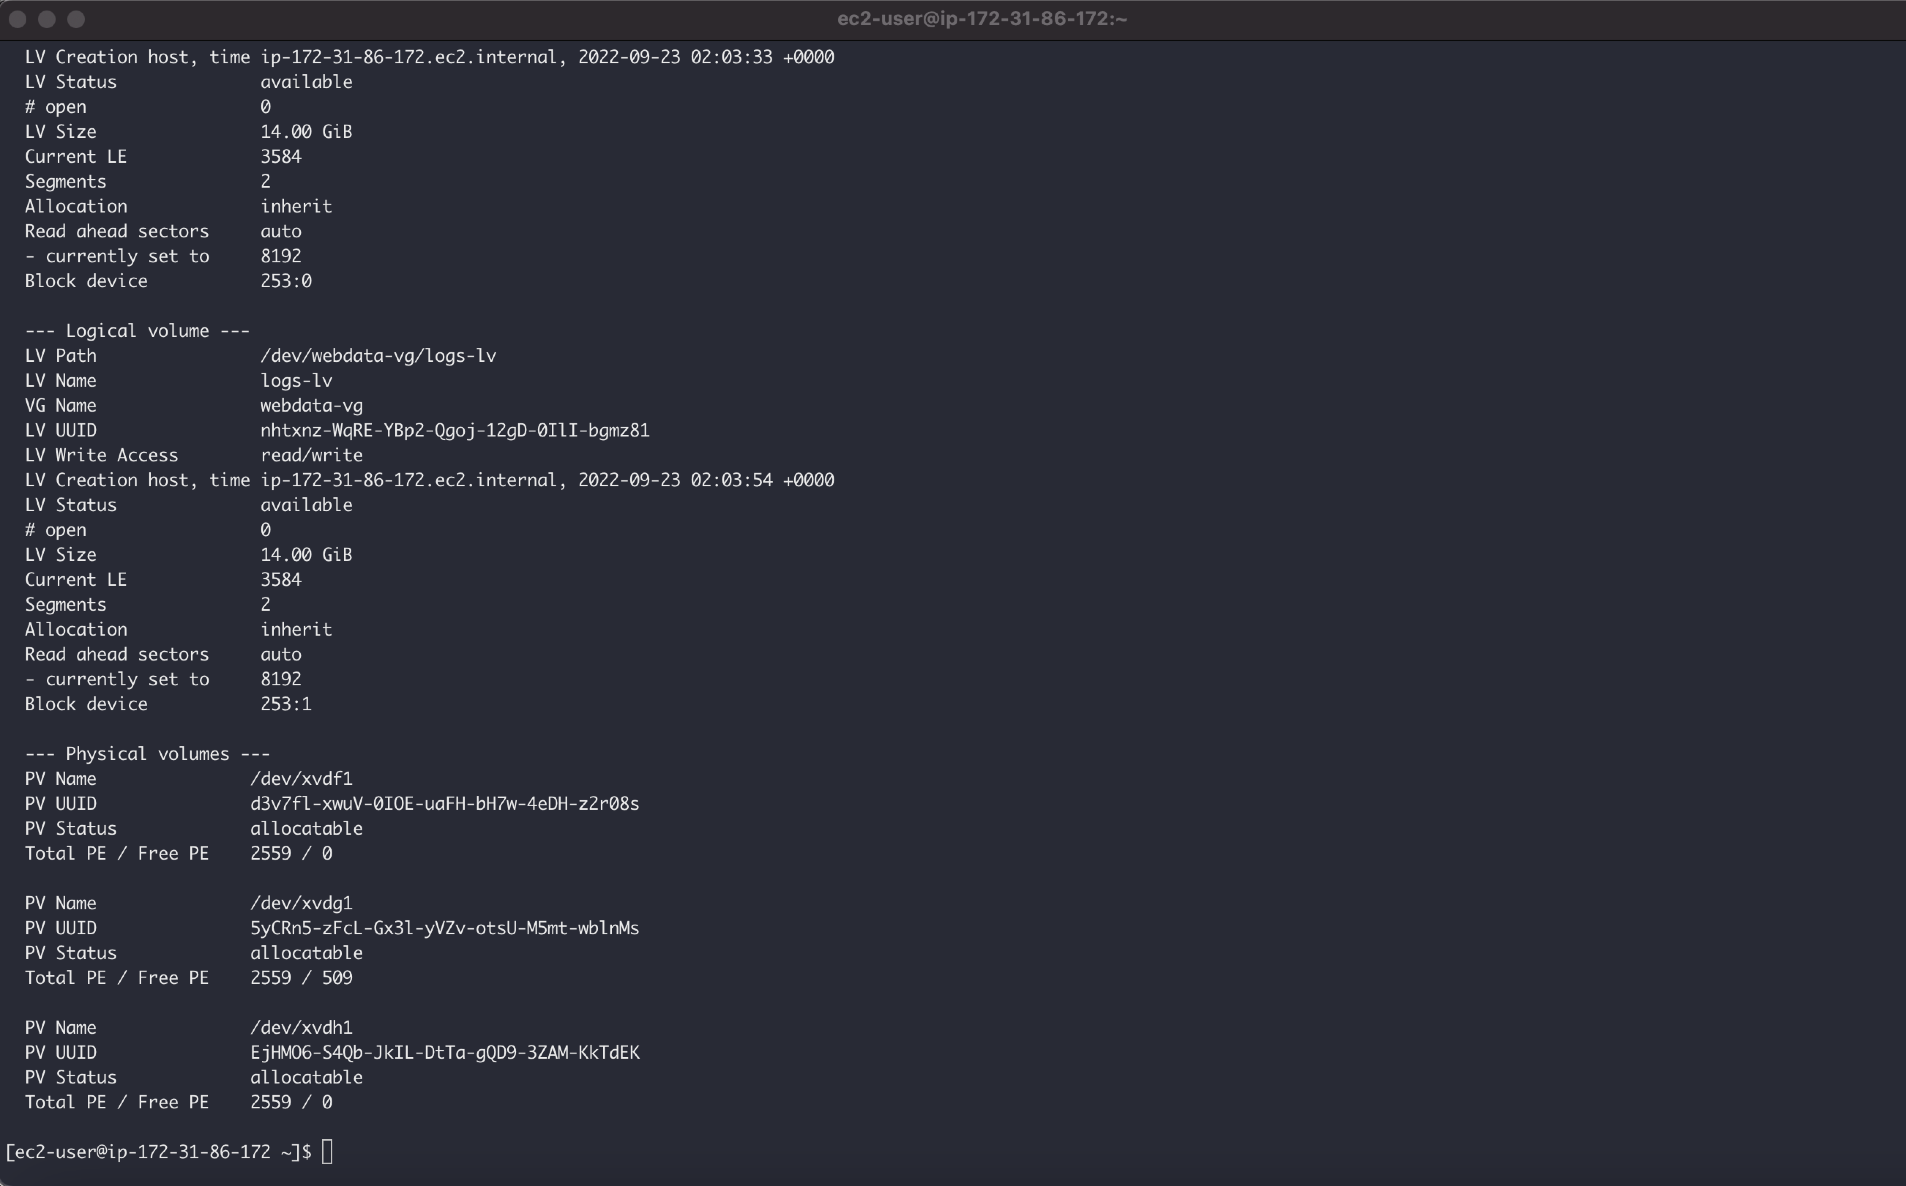 ec2-user@ip-172-31-86-172:~
LV Creation host, time ip-172-31-86-172.ec2.internal, 2022-09-23 02:03:33 +0000
LV Status              available
# open                 0
LV Size                14.00 GiB
Current LE             3584
Segments               2
Allocation             inherit
Read ahead sectors     auto
- currently set to     8192
Block device           253:0
--- Logical volume ---
LV Path                /dev/webdata-vg/logs-lv
LV Name                logs-lv
VG Name                webdata-vg
LV UUID                nhtxnz-WqRE-YBp2-Qgoj-12gD-0IlI-bgmz81
LV Write Access        read/write
LV Creation host, time ip-172-31-86-172.ec2.internal, 2022-09-23 02:03:54 +0000
LV Status              available
# open                 0
LV Size                14.00 GiB
Current LE             3584
Segments               2
Allocation             inherit
Read ahead sectors     auto
- currently set to     8192
Block device           253:1
--- Physical volumes ---
PV Name               /dev/xvdf1
PV UUID               d3v7fl-xwuV-0IOE-uaFH-bH7w-4eDH-z2r08s
PV Status             allocatable
Total PE / Free PE    2559 / 0
PV Name               /dev/xvdg1
PV UUID               5yCRn5-zFcL-Gx3l-yVZv-otsU-M5mt-wblnMs
PV Status             allocatable
Total PE / Free PE    2559 / 509
PV Name               /dev/xvdh1
PV UUID               EjHMO6-S4Qb-JkIL-DtTa-gQD9-3ZAM-KkTdEK
PV Status             allocatable
Total PE / Free PE    2559 / 0
[ec2-user@ip-172-31-86-172 ~]$